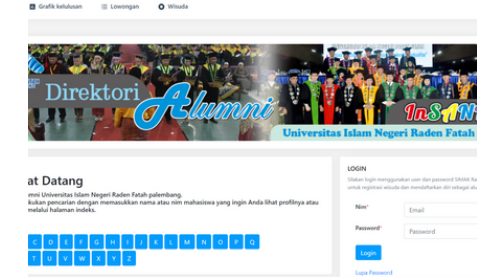 Grafik kelulusan Lowongan Wisuda
Direktori Alumni
InSANI
Universitas Islam Negeri Raden Fatah
at Datang
mni Universitas Islam Negeri Raden Fatah palembang.
kukan pencarian dengan memasukkan nama atau nim mahasiswa yang ingin Anda lihat profilnya atau
melalui halaman indeks.
C D E F G H I J K L M N O P Q
T U V W X Y Z
LOGIN
Silakan login menggunakan user dan password SIMAK Ra
untuk registrasi wisuda dan mendaftarkan diri sebagai alu
Nim*
Email
Password*
Password
Login
Lupa Password